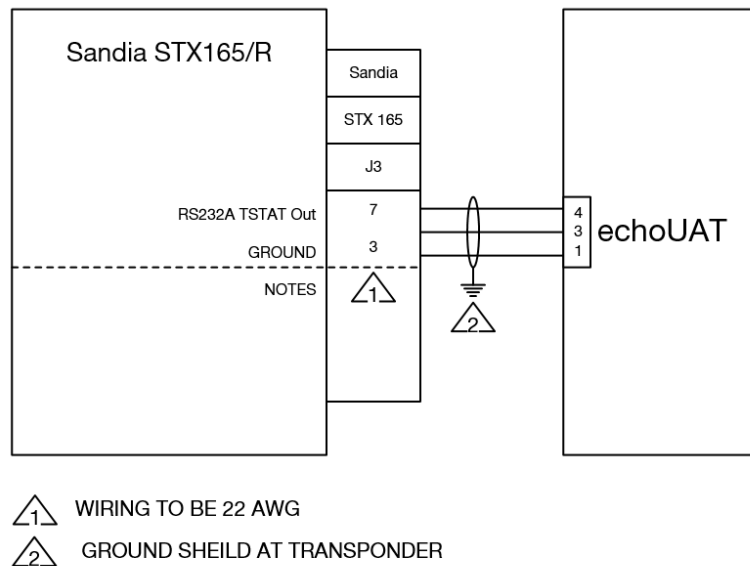 Sandia STX165/R
Sandia
STX 165
J3
RS232A TSTAT Out 7
GROUND 3
NOTES 1
2
4
3
1
echoUAT
1 WIRING TO BE 22 AWG
2 GROUND SHEILD AT TRANSPONDER